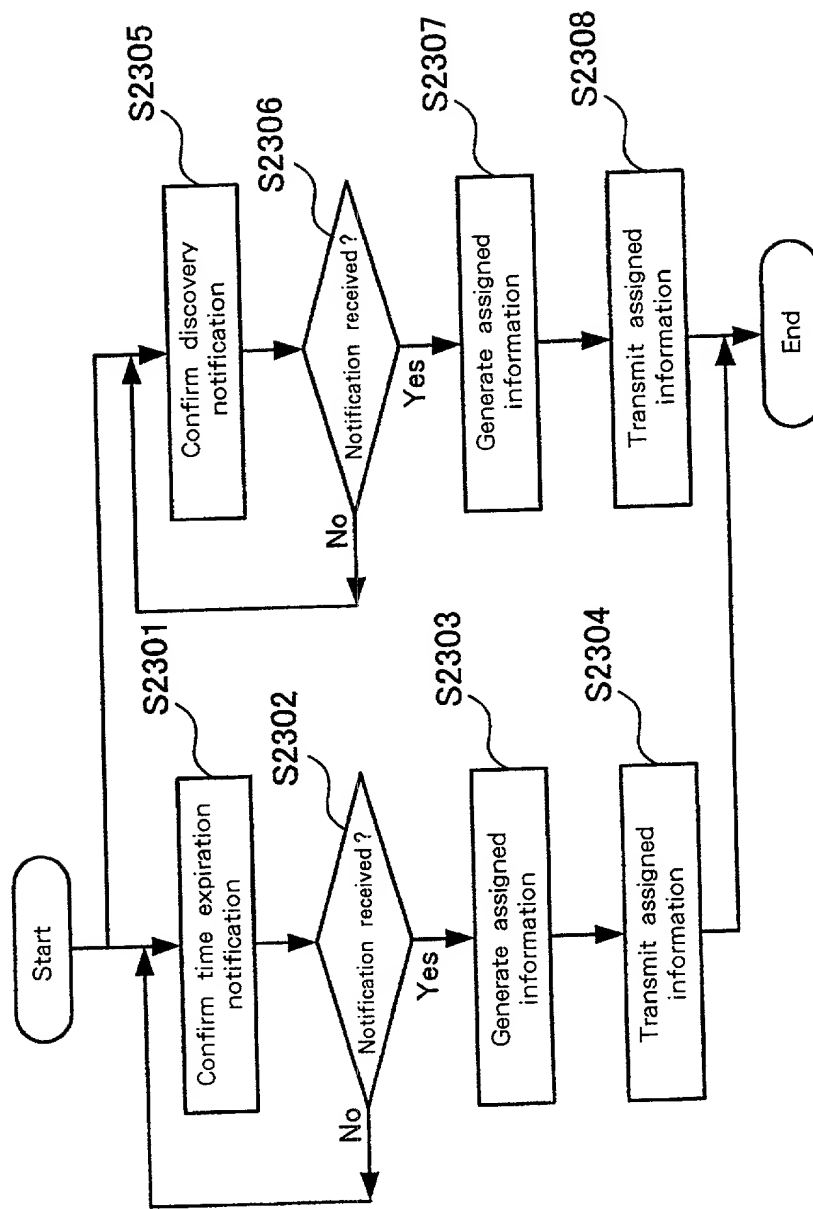 Start
Confirm time expiration
notification
S2301
Notification received?
S2302
No
Yes
Generate assigned
information
S2303
Transmit assigned
information
S2304
Confirm discovery
notification
S2305
Notification received?
S2306
No
Yes
Generate assigned
information
S2307
Transmit assigned
information
S2308
End